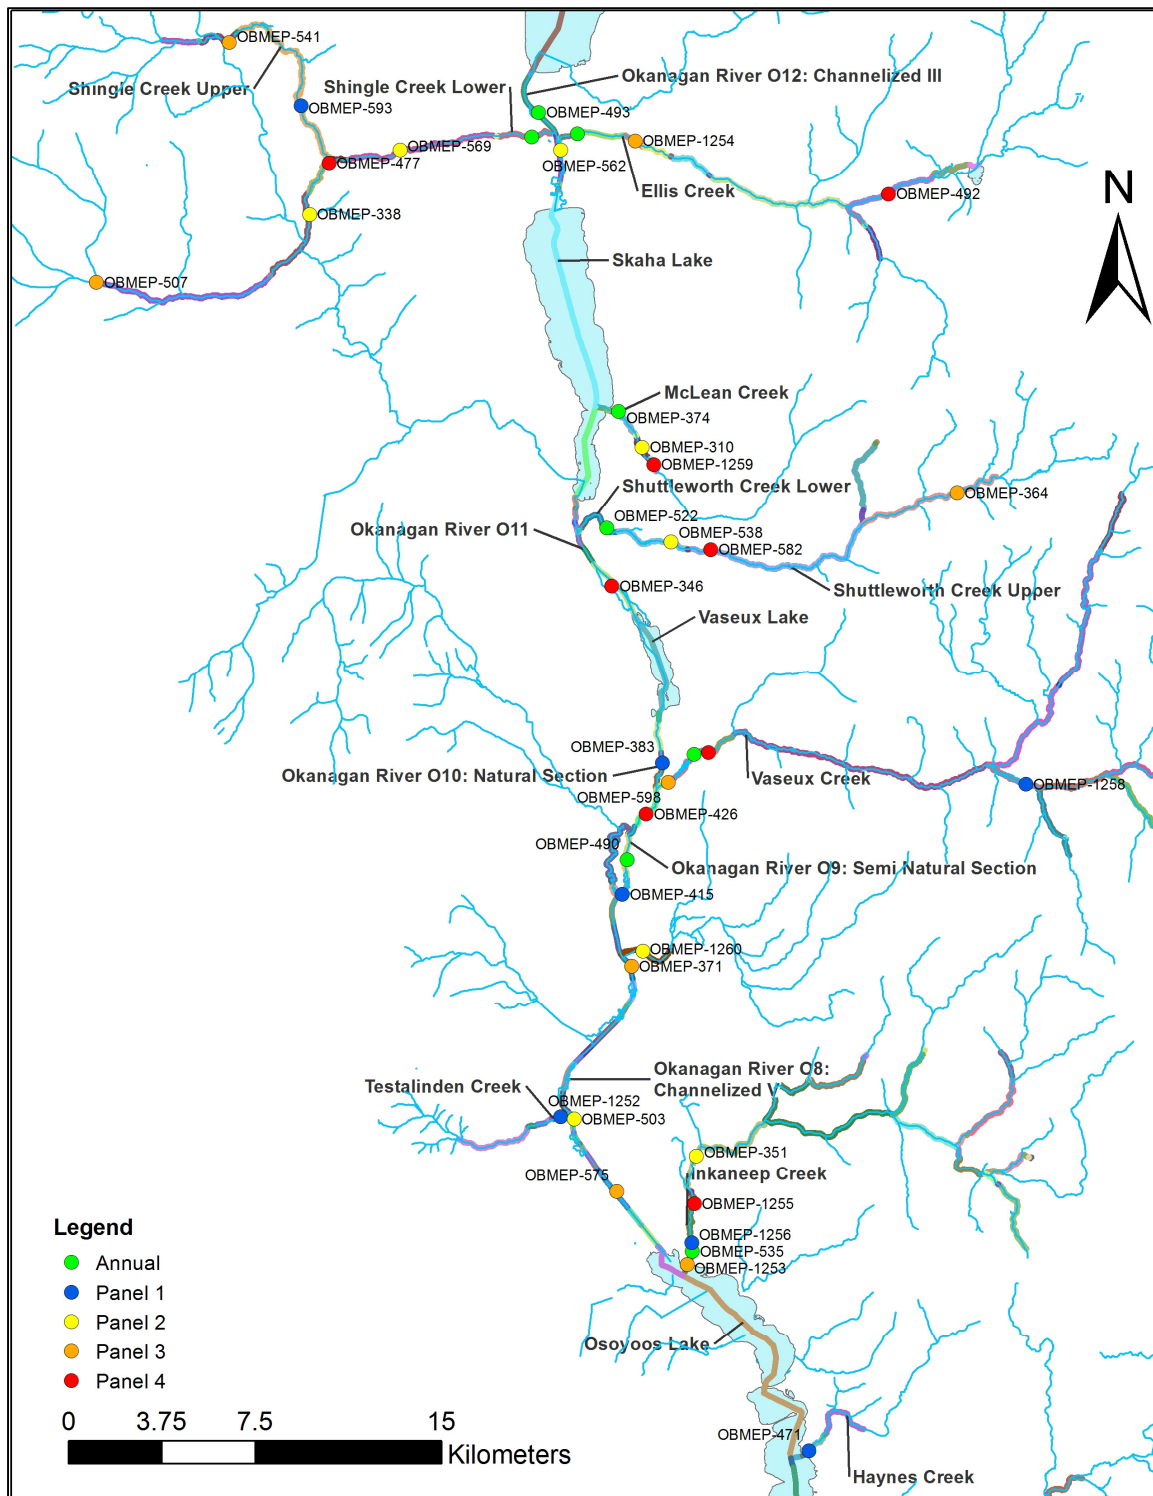 OBMEP-541
Okanagan River O12: Channelized III
Shingle Creek Upper
Shingle Creek Lower
OBMEP-593
OBMEP-493
OBMEP-1254
OBMEP-569
OBMEP-477
OBMEP-562
Ellis Creek
OBMEP-492
N
OBMEP-338
Skaha Lake
OBMEP-507
McLean Creek
OBMEP-374
OBMEP-310
OBMEP-1259
Shuttleworth Creek Lower
OBMEP-364
OBMEP-522
Okanagan River O11
OBMEP-538
OBMEP-582
OBMEP-346
Shuttleworth Creek Upper
Vaseux Lake
OBMEP-383
Okanagan River O10: Natural Section
Vaseux Creek
OBMEP-1258
OBMEP-598
OBMEP-426
OBMEP-490
Okanagan River O9: Semi Natural Section
OBMEP-415
OBMEP-1260
OBMEP-371
Okanagan River O8:
Channelized V
Testalinden Creek
OBMEP-1252
OBMEP-503
OBMEP-351
OBMEP-575
Inkaneep Creek
OBMEP-1255
OBMEP-1256
OBMEP-535
OBMEP-1253
Legend
Annual
Panel 1
Panel 2
Panel 3
Panel 4
Osoyoos Lake
0 3.75 7.5 15
Kilometers
OBMEP-471
Haynes Creek